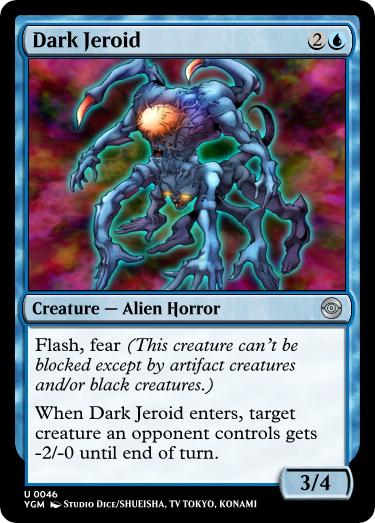 Dark Jeroid 2
Creature — Alien Horror
Flash, fear (This creature can't be
blocked except by artifact creatures
and/or black creatures.)
When Dark Jeroid enters, target
creature an opponent controls gets
-2/-0 until end of turn.
3/4
U 0046
YGM Studio Dice/SHUEISHA, TV TOKYO, KONAMI